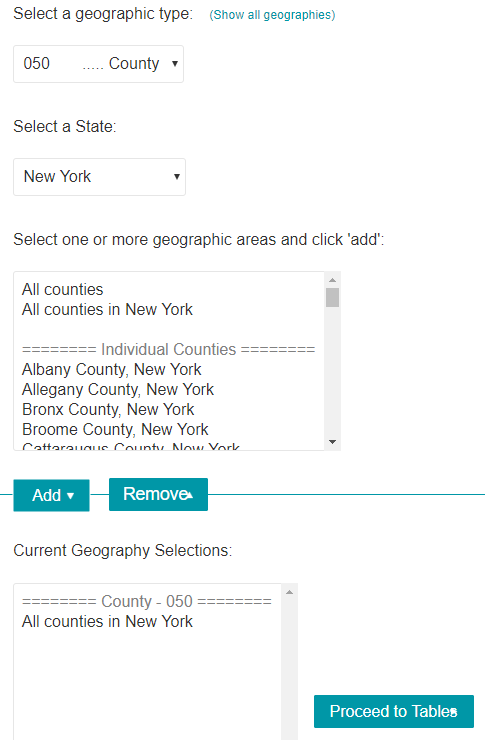 Select a geographic type: (Show all geographies)
050 ..... County
Select a State:
New York
Select one or more geographic areas and click 'add':
All counties
All counties in New York
======== Individual Counties ========
Albany County, New York
Allegany County, New York
Bronx County, New York
Broome County, New York
Cattaraugus County, New York
Add Remove
Current Geography Selections:
======== County - 050 ========
All counties in New York
Proceed to Tables